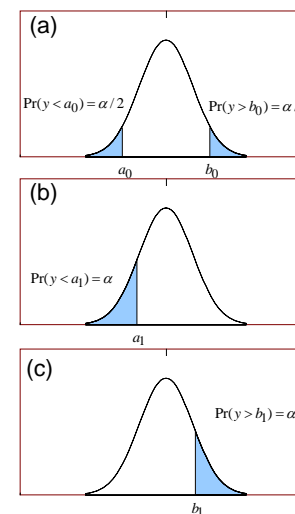 (a)
Pr(y < a₀) = α / 2
Pr(y > b₀) = α /
a₀
b₀
(b)
Pr(y < a₁) = α
a₁
(c)
Pr(y > b₁) = α
b₁